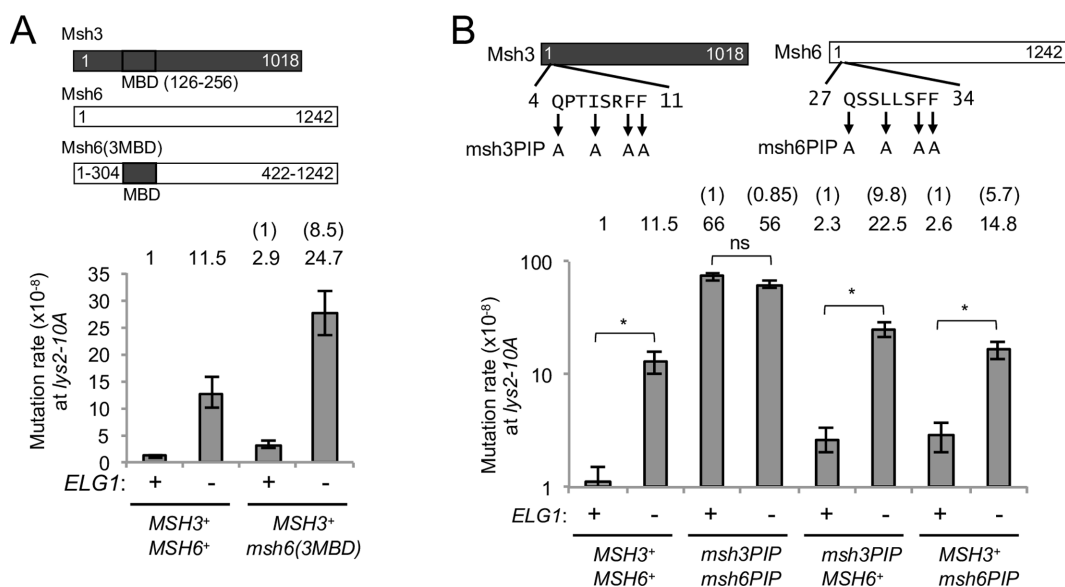 A
Msh3
1 1018
MBD (126-256)
Msh6
1 1242
Msh6(3MBD)
1-304 422-1242
MBD
(1) (8.5)
1 11.5 2.9 24.7
Mutation rate (x10-8)
at lys2-10A
35
30
25
20
15
10
5
0
ELG1: + - + -
MSH3+ MSH3+
MSH6+ msh6(3MBD)
B
Msh3 1 1018
4 QPTISRFF 11
msh3PIP A A A A
Msh6 1 1242
27 QSSLLSFF 34
msh6PIP A A A A
(1) (0.85) (1) (9.8) (1) (5.7)
1 11.5 66 56 2.3 22.5 2.6 14.8
Mutation rate (x10-8)
at lys2-10A
100
10
1
* ns * *
ELG1: + - + - + - + -
MSH3+ msh3PIP msh3PIP MSH3+
MSH6+ msh6PIP MSH6+ msh6PIP